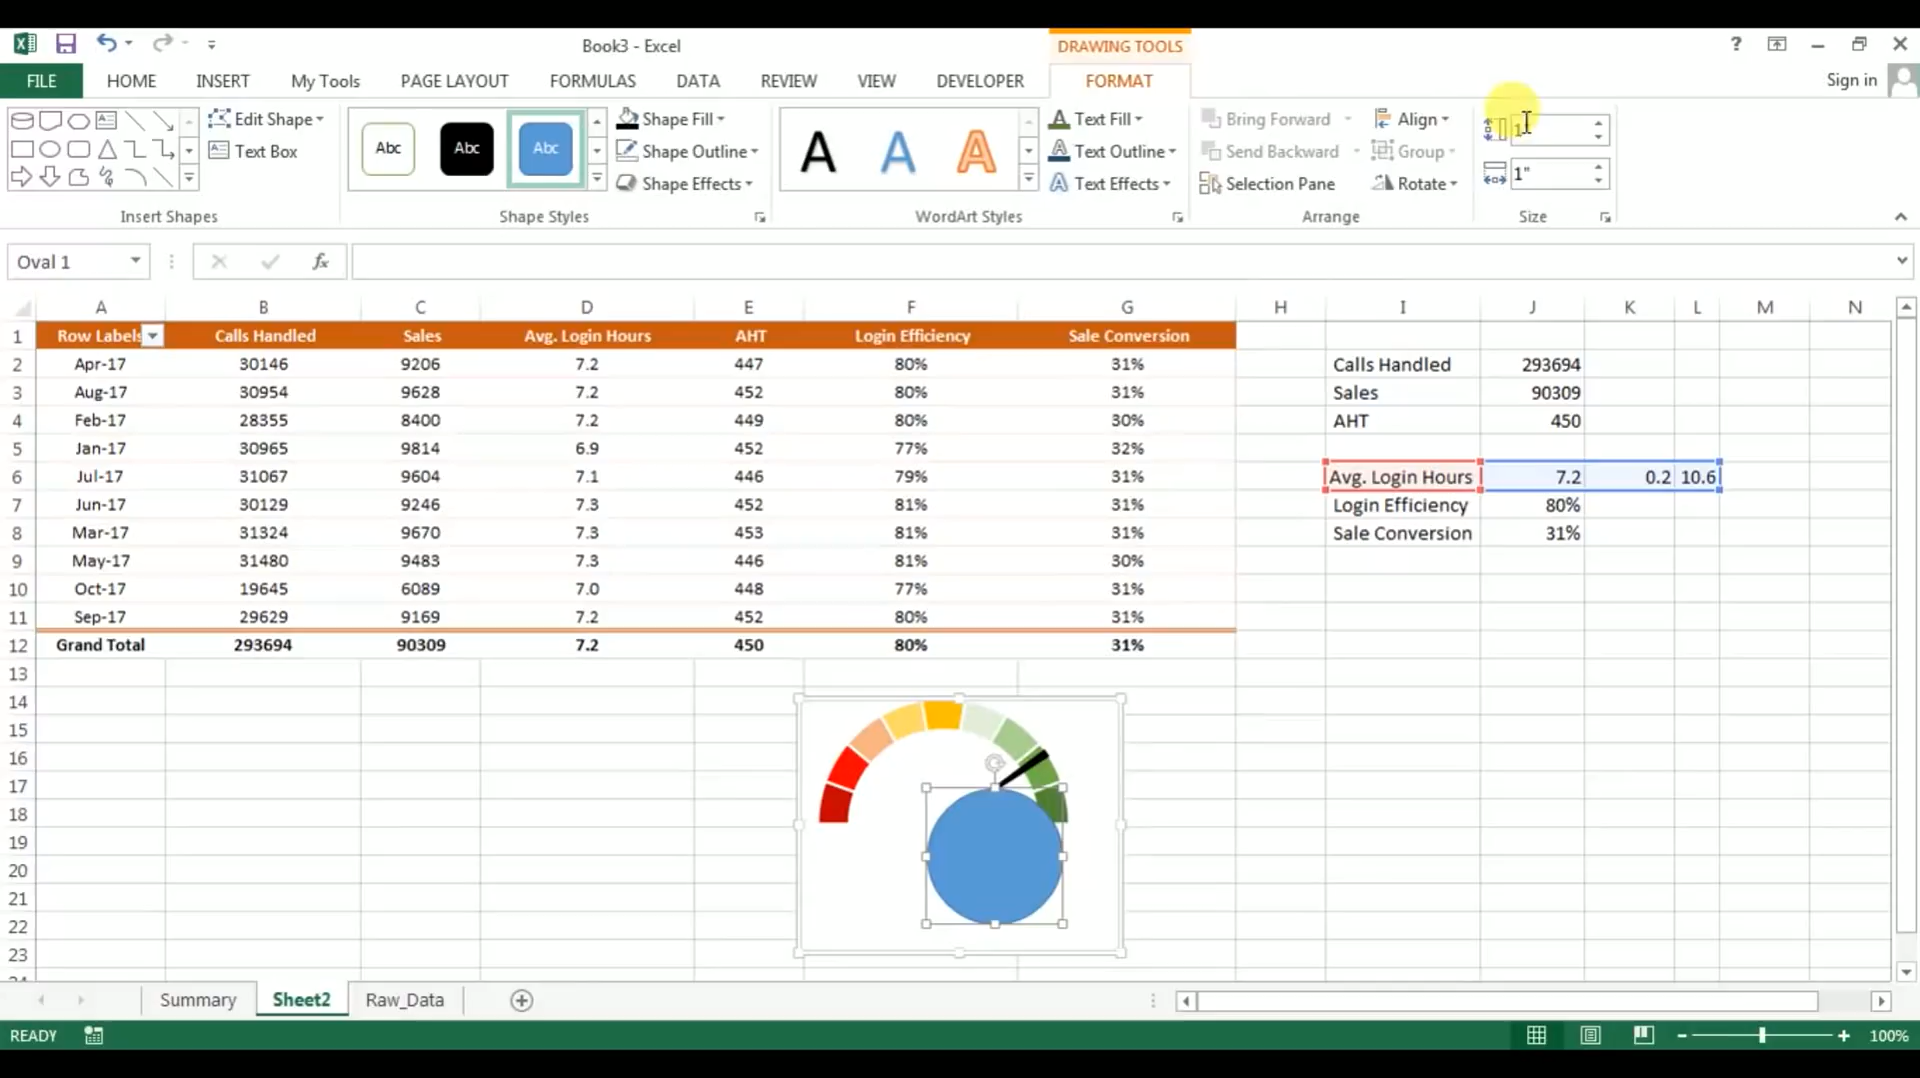 Book3 - Excel
DRAWING TOOLS
?
FILE HOME INSERT My Tools PAGE LAYOUT FORMULAS DATA REVIEW VIEW DEVELOPER FORMAT
Sign in
Edit Shape
Text Box
Insert Shapes
Abc Abc Abc
Shape Fill
Shape Outline
Shape Effects
Shape Styles
A A A
Text Fill
Text Outline
Text Effects
WordArt Styles
Bring Forward
Send Backward
Selection Pane
Align
Group
Rotate
Arrange
1
1"
Size
Oval 1
fx
A B C D E F G H I J K L M N
1 Row Labels Calls Handled Sales Avg. Login Hours AHT Login Efficiency Sale Conversion
2 Apr-17 30146 9206 7.2 447 80% 31% Calls Handled 293694
3 Aug-17 30954 9628 7.2 452 80% 31% Sales 90309
4 Feb-17 28355 8400 7.2 449 80% 30% AHT 450
5 Jan-17 30965 9814 6.9 452 77% 32%
6 Jul-17 31067 9604 7.1 446 79% 31% Avg. Login Hours 7.2 0.2 10.6
7 Jun-17 30129 9246 7.3 452 81% 31% Login Efficiency 80%
8 Mar-17 31324 9670 7.3 453 81% 31% Sale Conversion 31%
9 May-17 31480 9483 7.3 446 81% 30%
10 Oct-17 19645 6089 7.0 448 77% 31%
11 Sep-17 29629 9169 7.2 452 80% 31%
12 Grand Total 293694 90309 7.2 450 80% 31%
13
14
15
16
17
18
19
20
21
22
23
Summary Sheet2 Raw_Data
READY
100%